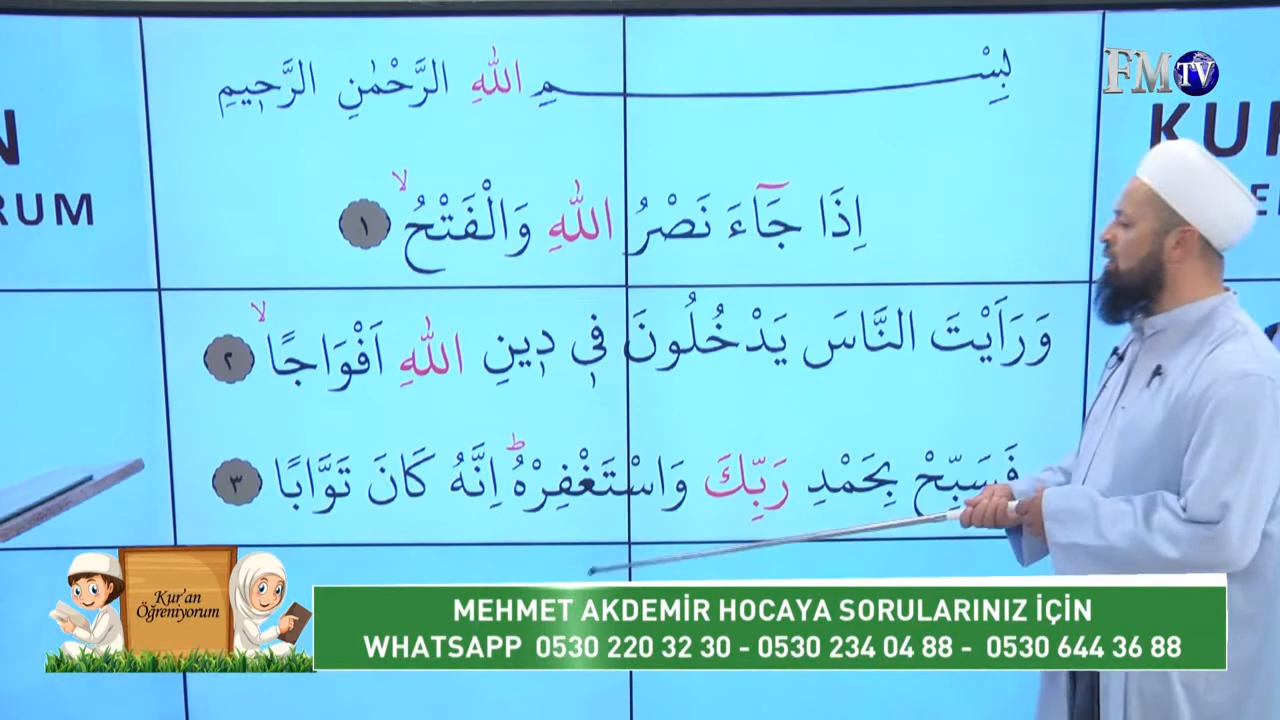 FM TV
بِسْمِ اللّٰهِ الرَّحْمٰنِ الرَّح۪يمِ
اِذَا جَٓاءَ نَصْرُ اللّٰهِ وَالْفَتْحُۙ ﴿١﴾
وَرَاَيْتَ النَّاسَ يَدْخُلُونَ ف۪ي د۪ينِ اللّٰهِ اَفْوَاجًاۙ ﴿٢﴾
فَسَبِّحْ بِحَمْدِ رَبِّكَ وَاسْتَغْفِرْهُۜ اِنَّهُ كَانَ تَوَّابًا ﴿٣﴾
N
RUM
KUR
Kur'an
Öğreniyorum
MEHMET AKDEMİR HOCAYA SORULARINIZ İÇİN
WHATSAPP 0530 220 32 30 - 0530 234 04 88 - 0530 644 36 88